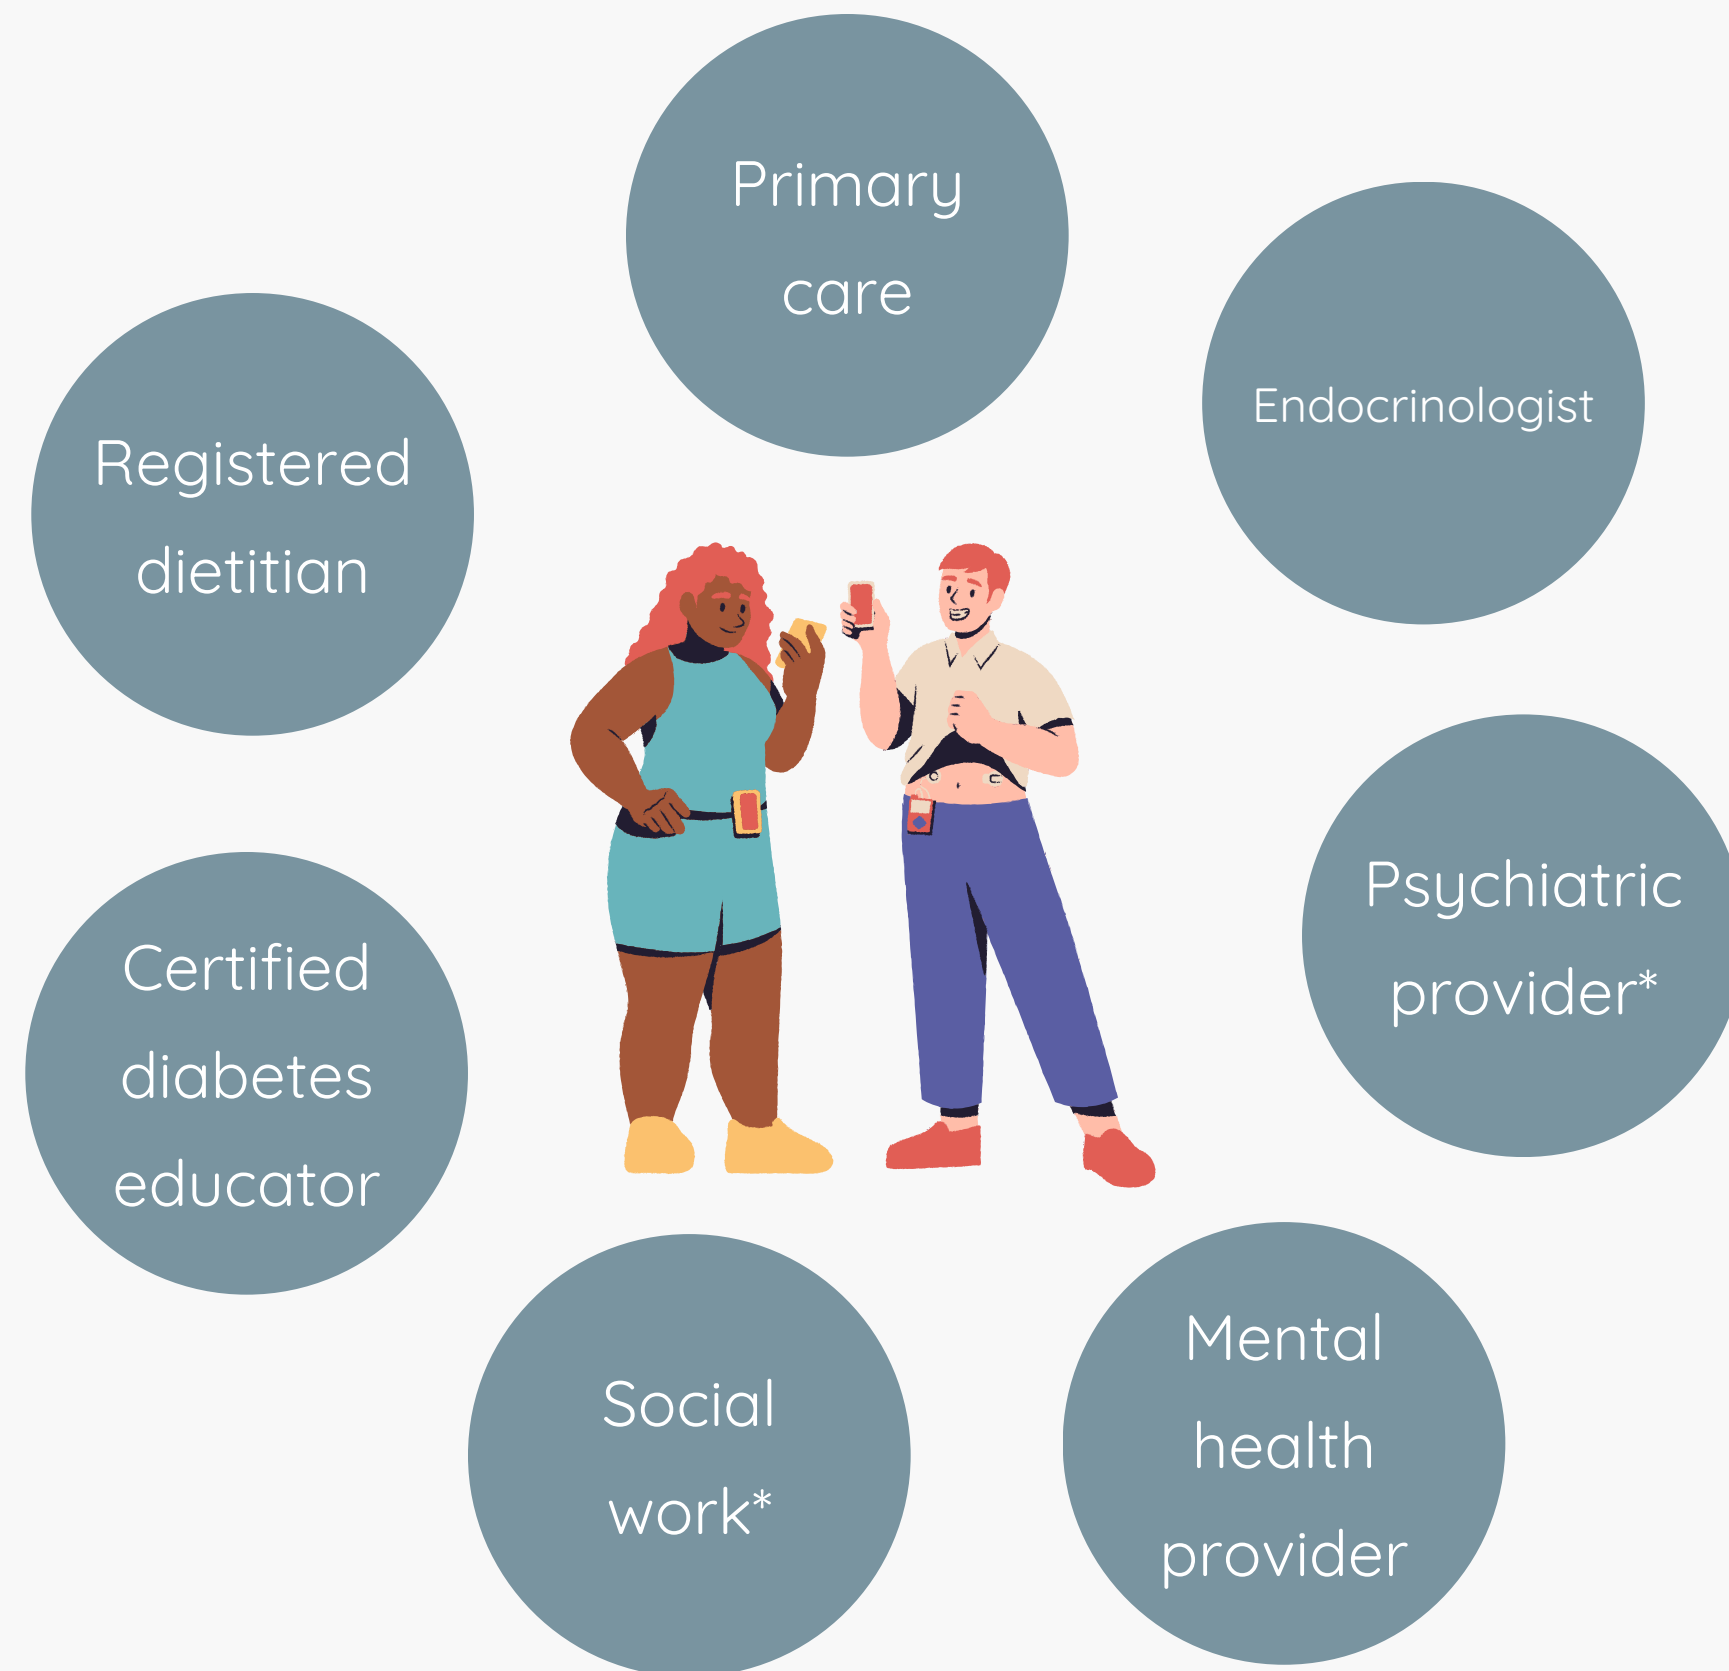 Primary
care
Endocrinologist
Registered
dietitian
Psychiatric
provider*
Certified
diabetes
educator
Mental
health
provider
Social
work*